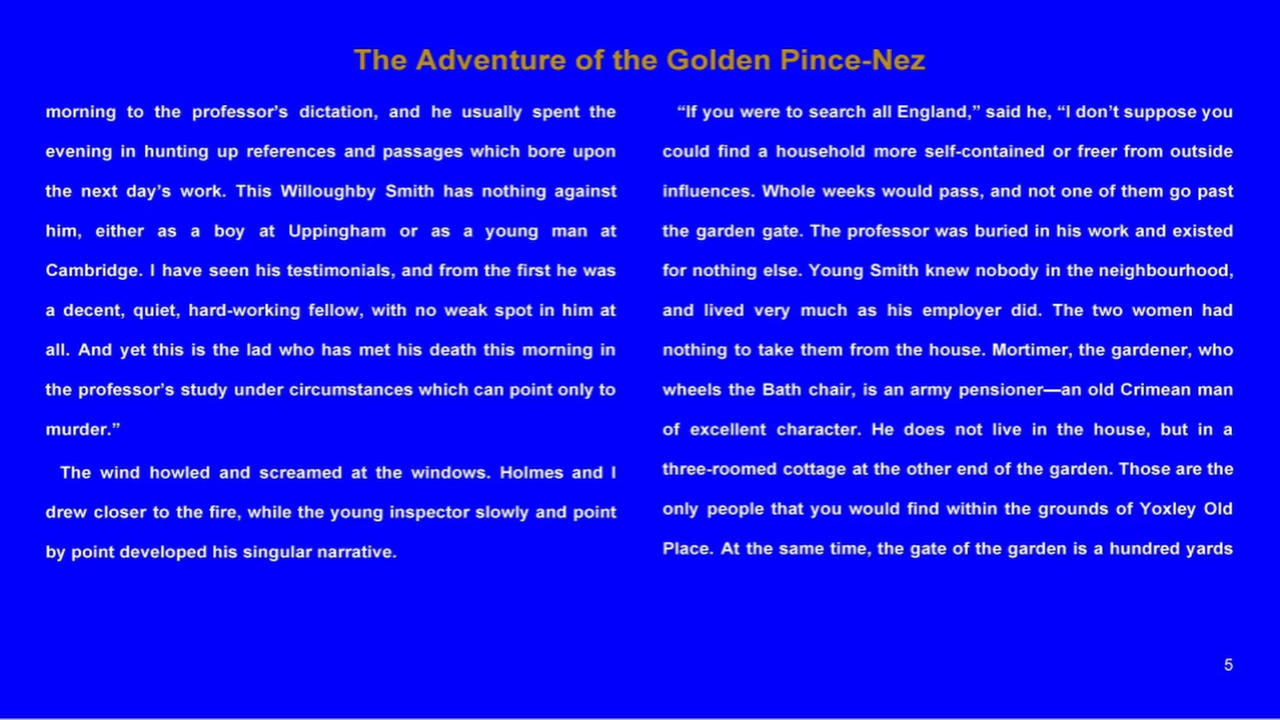 The Adventure of the Golden Pince-Nez
morning to the professor’s dictation, and he usually spent the
evening in hunting up references and passages which bore upon
the next day’s work. This Willoughby Smith has nothing against
him, either as a boy at Uppingham or as a young man at
Cambridge. I have seen his testimonials, and from the first he was
a decent, quiet, hard-working fellow, with no weak spot in him at
all. And yet this is the lad who has met his death this morning in
the professor’s study under circumstances which can point only to
murder.”
The wind howled and screamed at the windows. Holmes and I
drew closer to the fire, while the young inspector slowly and point
by point developed his singular narrative.
“If you were to search all England,” said he, “I don’t suppose you
could find a household more self-contained or freer from outside
influences. Whole weeks would pass, and not one of them go past
the garden gate. The professor was buried in his work and existed
for nothing else. Young Smith knew nobody in the neighbourhood,
and lived very much as his employer did. The two women had
nothing to take them from the house. Mortimer, the gardener, who
wheels the Bath chair, is an army pensioner—an old Crimean man
of excellent character. He does not live in the house, but in a
three-roomed cottage at the other end of the garden. Those are the
only people that you would find within the grounds of Yoxley Old
Place. At the same time, the gate of the garden is a hundred yards
5